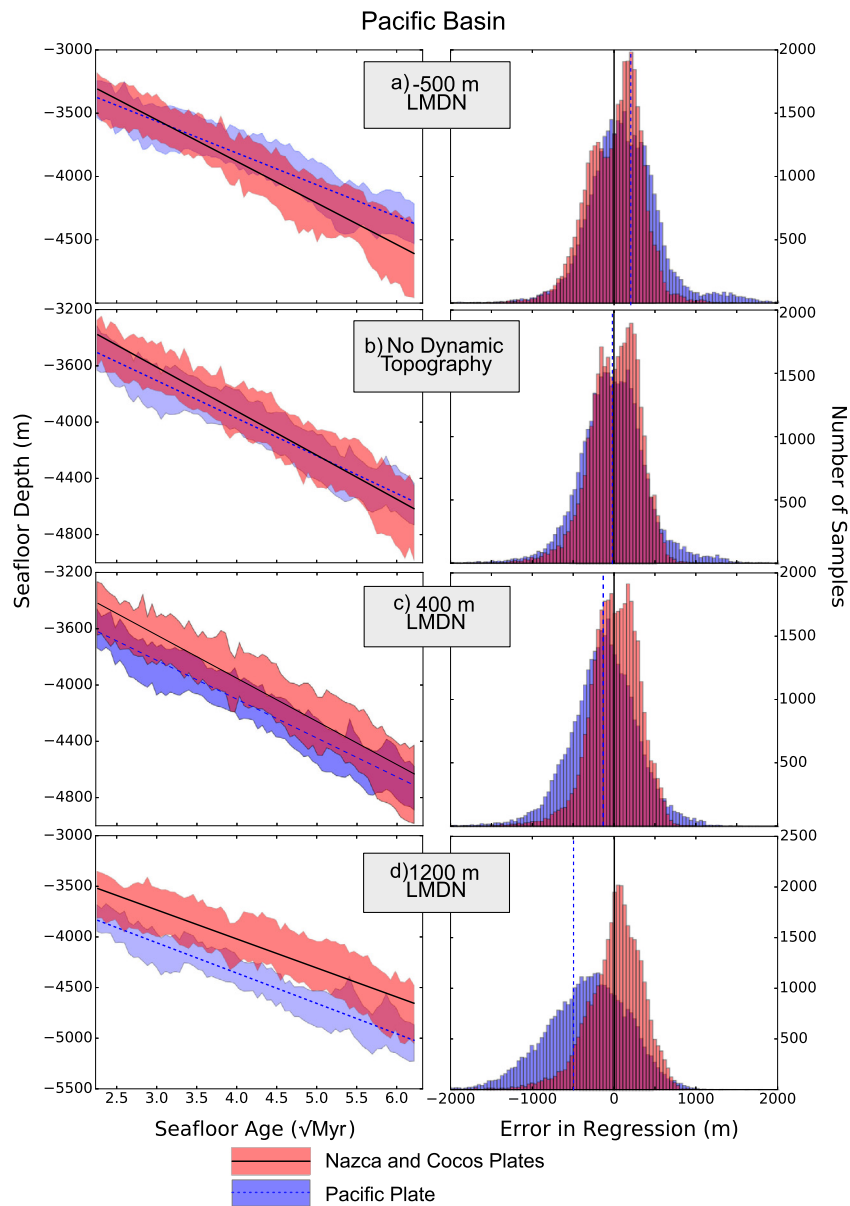 Pacific Basin
a) -500 m
LMDN
−3000
−3500
−4000
−4500
2000
1500
1000
500
b) No Dynamic
Topography
−3200
−3600
−4000
−4400
−4800
2000
1500
1000
500
c) 400 m
LMDN
−3200
−3600
−4000
−4400
−4800
2000
1500
1000
500
d) 1200 m
LMDN
−3000
−3500
−4000
−4500
−5000
−5500
2500
2000
1500
1000
500
2.5 3.0 3.5 4.0 4.5 5.0 5.5 6.0
−2000 −1000 0 1000 2000
Seafloor Depth (m)
Number of Samples
Seafloor Age (√Myr)
Error in Regression (m)
Nazca and Cocos Plates
Pacific Plate